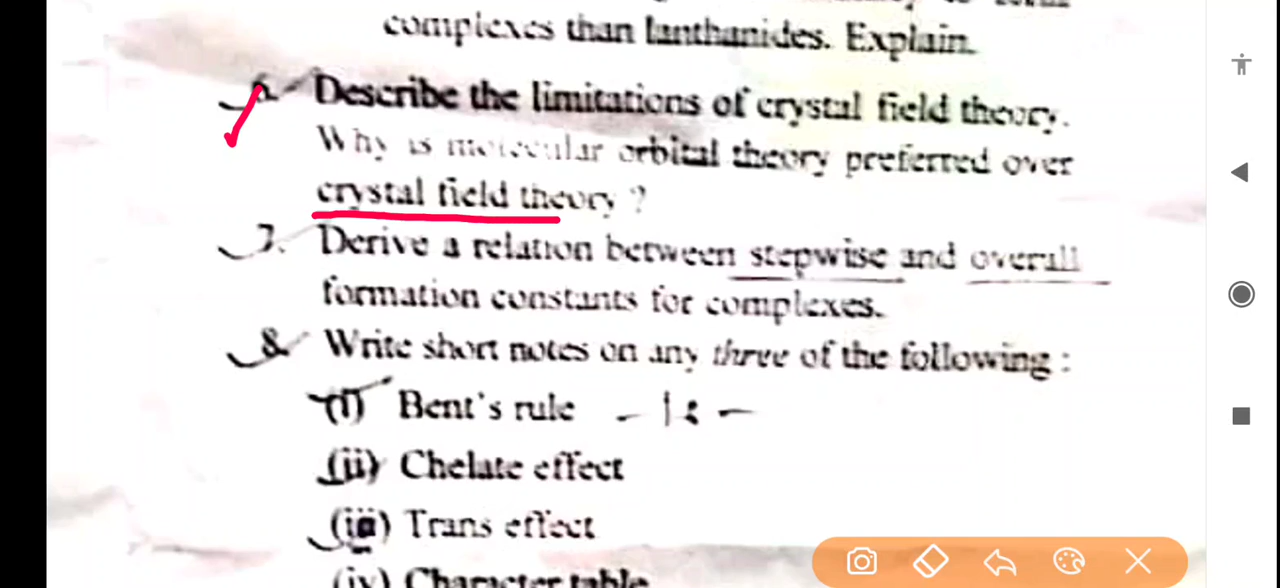 complexes than lanthanides. Explain.
6. Describe the limitations of crystal field theory.
Why is molecular orbital theory preferred over
crystal field theory ?
7. Derive a relation between stepwise and overall
formation constants for complexes.
8. Write short notes on any three of the following :
(i) Bent's rule
(ii) Chelate effect
(iii) Trans effect
(iv) Character table